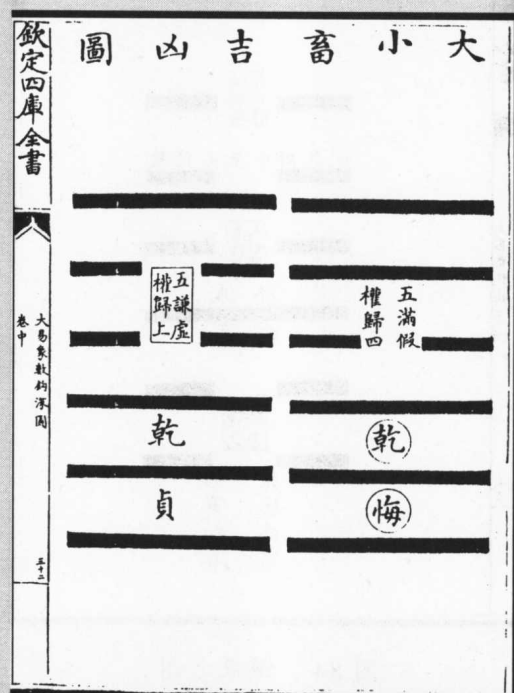 大小畜吉凶圖
五滿假
權歸四
乾
悔
五謙虛
權歸上
乾
貞
欽定四庫全書
大易象數鈎深圖
卷中
三十二